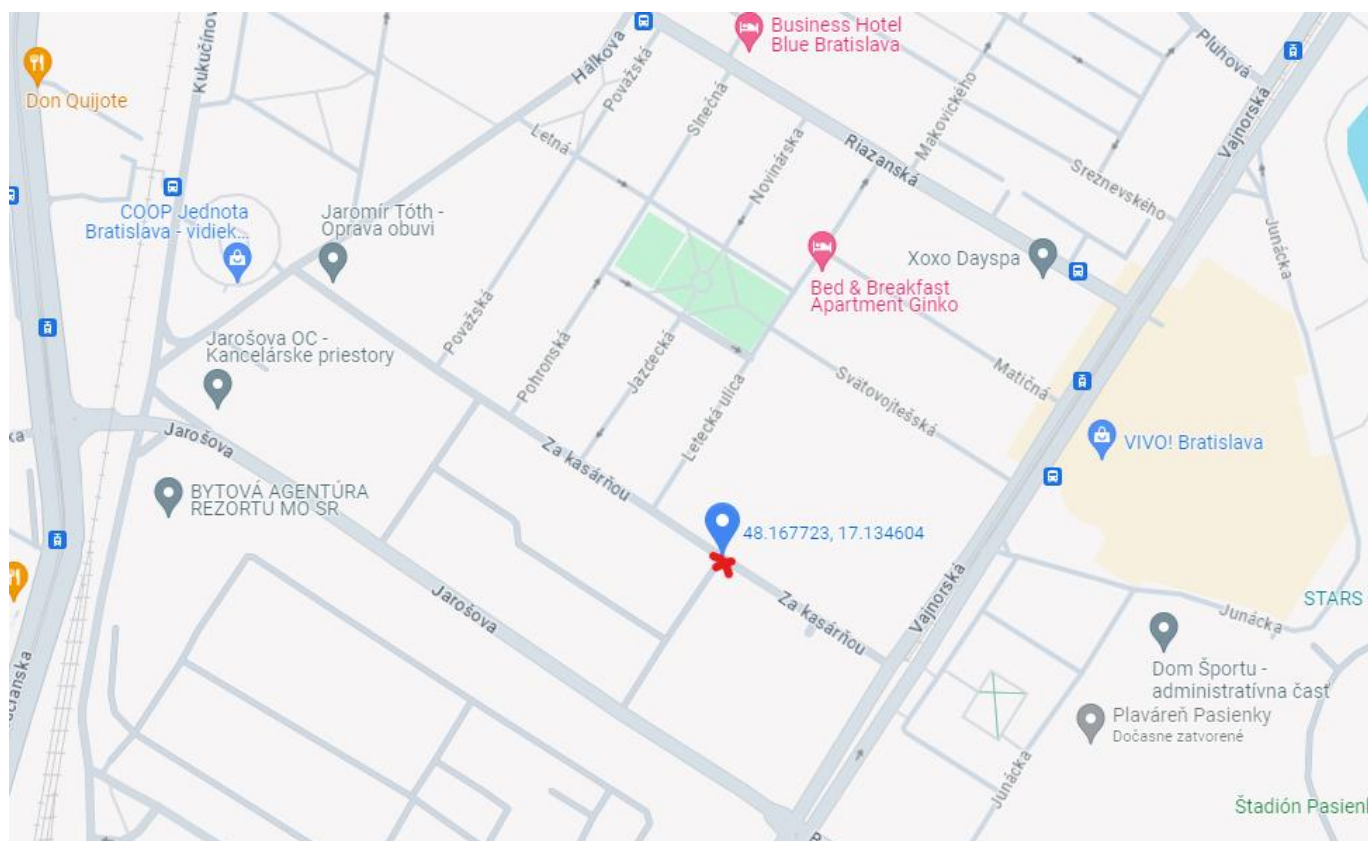 Business Hotel
Blue Bratislava
Don Quijote
Hálkova
Považská
Slnečná
Makovického
Pluhová
Vajnorská
Letná
Novinárska
Riazanská
Sreznevského
COOP Jednota
Bratislava - vidiek...
Jaromír Tóth -
Oprava obuvi
Xoxo Dayspa
Junácka
Bed & Breakfast
Apartment Ginko
Považská
Jarošova OC -
Kancelárske priestory
Pohronská
Jazdecká
Letecká ulica
Svätovojtešská
Matičná
Jarošova
Za kasárňou
VIVO! Bratislava
BYTOVÁ AGENTÚRA
REZORTU MO SR
48.167723, 17.134604
Jarošova
Za kasárňou
Vajnorská
Junácka
STARS
Dom Športu -
administratívna časť
Plaváreň Pasienky
Dočasne zatvorené
Junácka